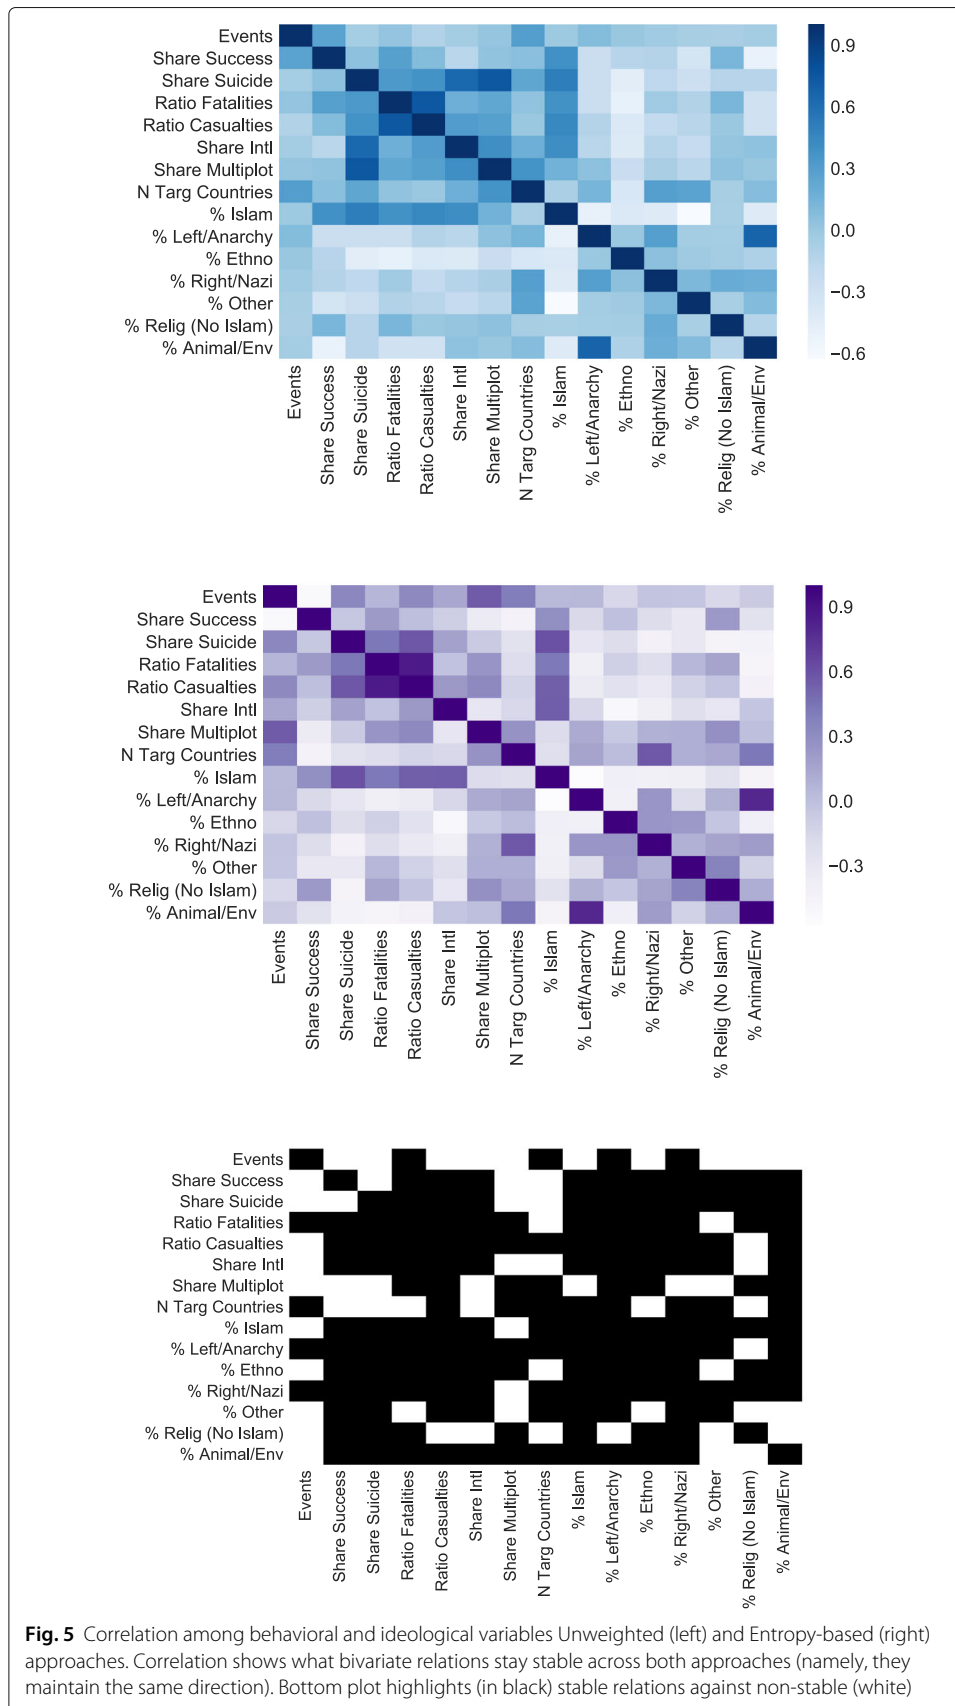 Events
Share Success
Share Suicide
Ratio Fatalities
Ratio Casualties
Share Intl
Share Multiplot
N Targ Countries
% Islam
% Left/Anarchy
% Ethno
% Right/Nazi
% Other
% Relig (No Islam)
% Animal/Env
0.9
0.6
0.3
0.0
−0.3
−0.6
Events
Share Success
Share Suicide
Ratio Fatalities
Ratio Casualties
Share Intl
Share Multiplot
N Targ Countries
% Islam
% Left/Anarchy
% Ethno
% Right/Nazi
% Other
% Relig (No Islam)
% Animal/Env
Events
Share Success
Share Suicide
Ratio Fatalities
Ratio Casualties
Share Intl
Share Multiplot
N Targ Countries
% Islam
% Left/Anarchy
% Ethno
% Right/Nazi
% Other
% Relig (No Islam)
% Animal/Env
0.9
0.6
0.3
0.0
−0.3
Events
Share Success
Share Suicide
Ratio Fatalities
Ratio Casualties
Share Intl
Share Multiplot
N Targ Countries
% Islam
% Left/Anarchy
% Ethno
% Right/Nazi
% Other
% Relig (No Islam)
% Animal/Env
Events
Share Success
Share Suicide
Ratio Fatalities
Ratio Casualties
Share Intl
Share Multiplot
N Targ Countries
% Islam
% Left/Anarchy
% Ethno
% Right/Nazi
% Other
% Relig (No Islam)
% Animal/Env
Events
Share Success
Share Suicide
Ratio Fatalities
Ratio Casualties
Share Intl
Share Multiplot
N Targ Countries
% Islam
% Left/Anarchy
% Ethno
% Right/Nazi
% Other
% Relig (No Islam)
% Animal/Env
Fig. 5 Correlation among behavioral and ideological variables Unweighted (left) and Entropy-based (right)
approaches. Correlation shows what bivariate relations stay stable across both approaches (namely, they
maintain the same direction). Bottom plot highlights (in black) stable relations against non-stable (white)